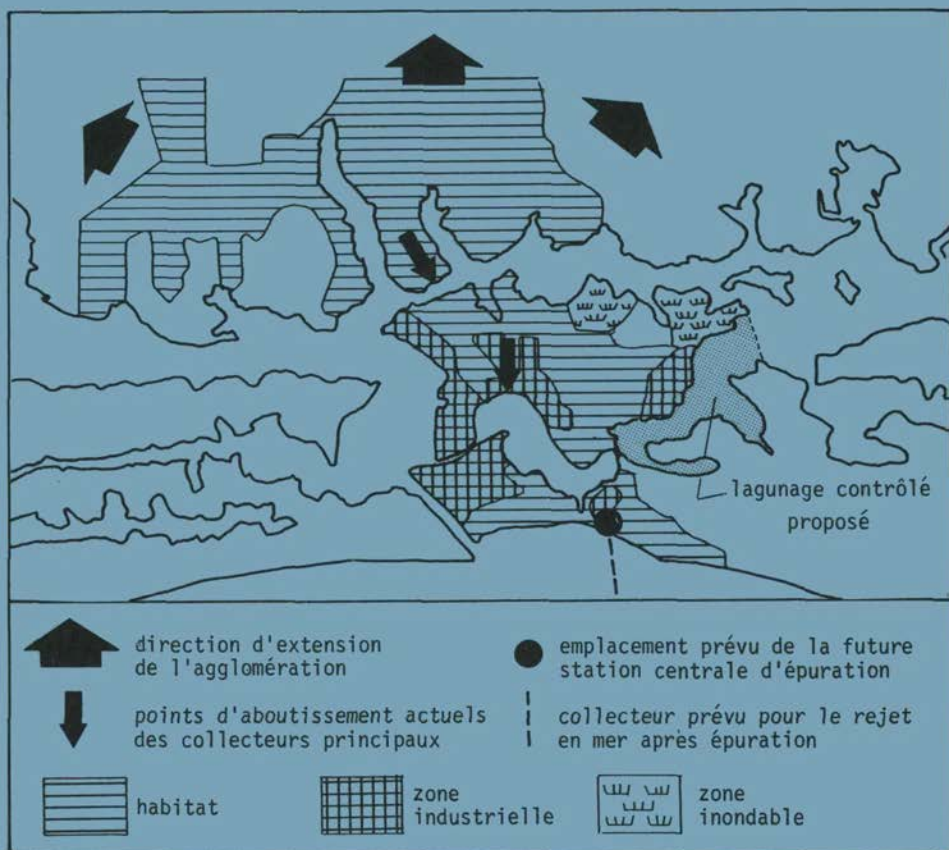 lagunage contrôlé
proposé
direction d'extension
de l'agglomération
points d'aboutissement actuels
des collecteurs principaux
emplacement prévu de la future
station centrale d'épuration
collecteur prévu pour le rejet
en mer après épuration
habitat
zone
industrielle
zone
inondable